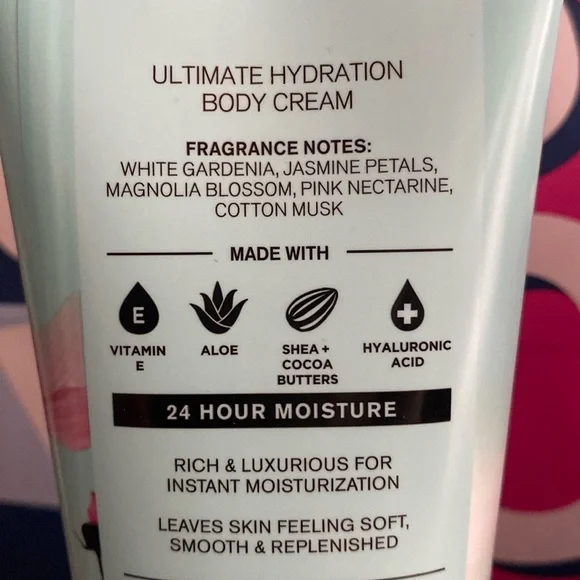 ULTIMATE HYDRATION
BODY CREAM
FRAGRANCE NOTES:
WHITE GARDENIA, JASMINE PETALS,
MAGNOLIA BLOSSOM, PINK NECTARINE,
COTTON MUSK
MADE WITH
E
VITAMIN
E
ALOE
SHEA +
COCOA
BUTTERS
HYALURONIC
ACID
24 HOUR MOISTURE
RICH & LUXURIOUS FOR
INSTANT MOISTURIZATION
LEAVES SKIN FEELING SOFT,
SMOOTH & REPLENISHED